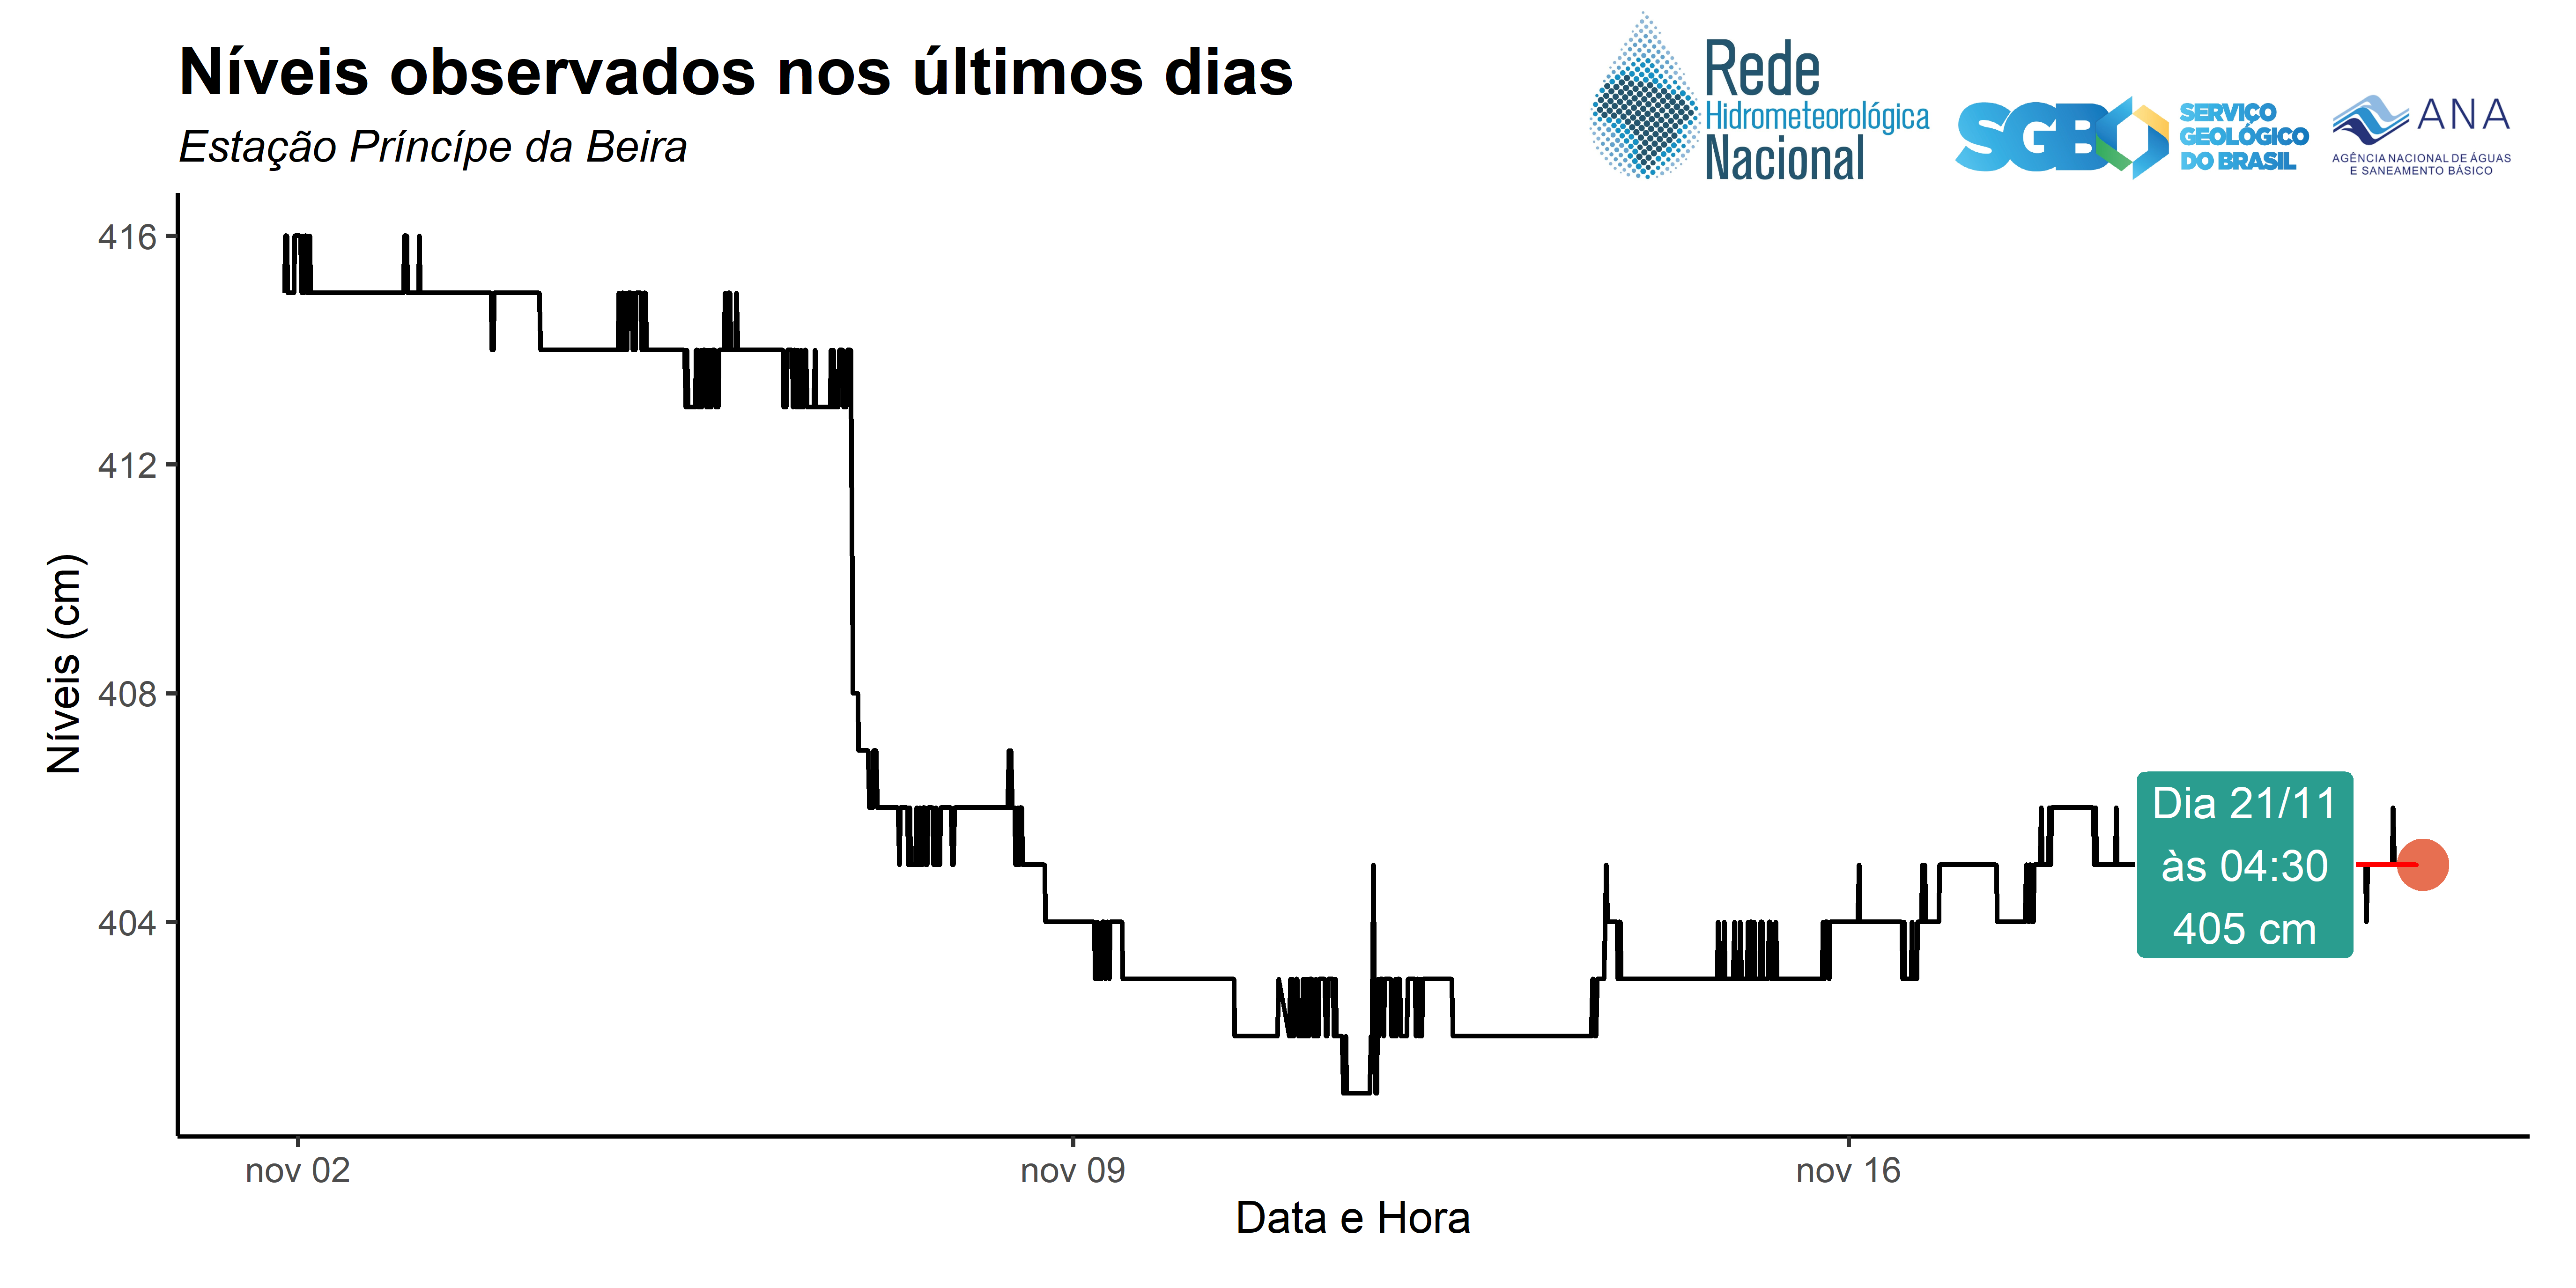 Níveis observados nos últimos dias
Estação Príncípe da Beira
Rede
Hidrometeorológica
Nacional
SGB
SERVIÇO
GEOLÓGICO
DO BRASIL
ANA
AGÊNCIA NACIONAL DE ÁGUAS
E SANEAMENTO BÁSICO
Níveis (cm)
416
412
408
404
Dia 21/11
às 04:30
405 cm
nov 02
nov 09
nov 16
Data e Hora